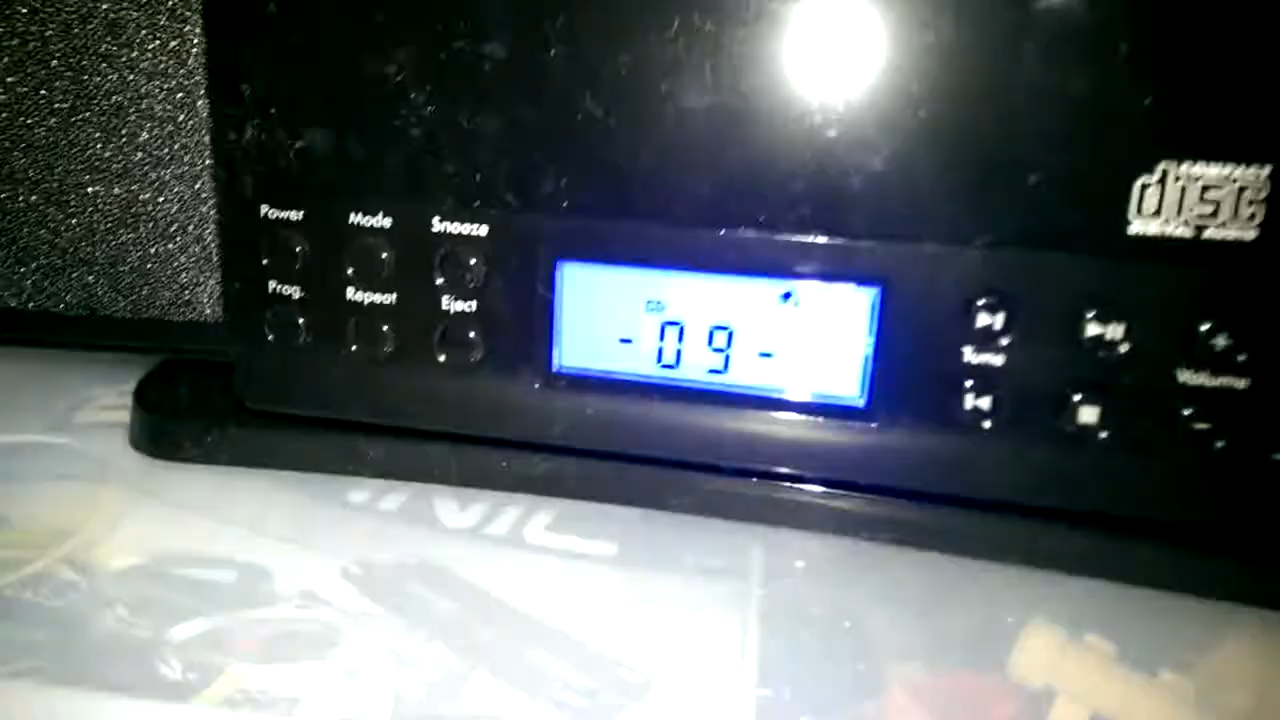 Power Mode Snooze
Prog. Repeat Eject
CD
-09-
Tune
Volume
COMPACT
disc
DIGITAL AUDIO